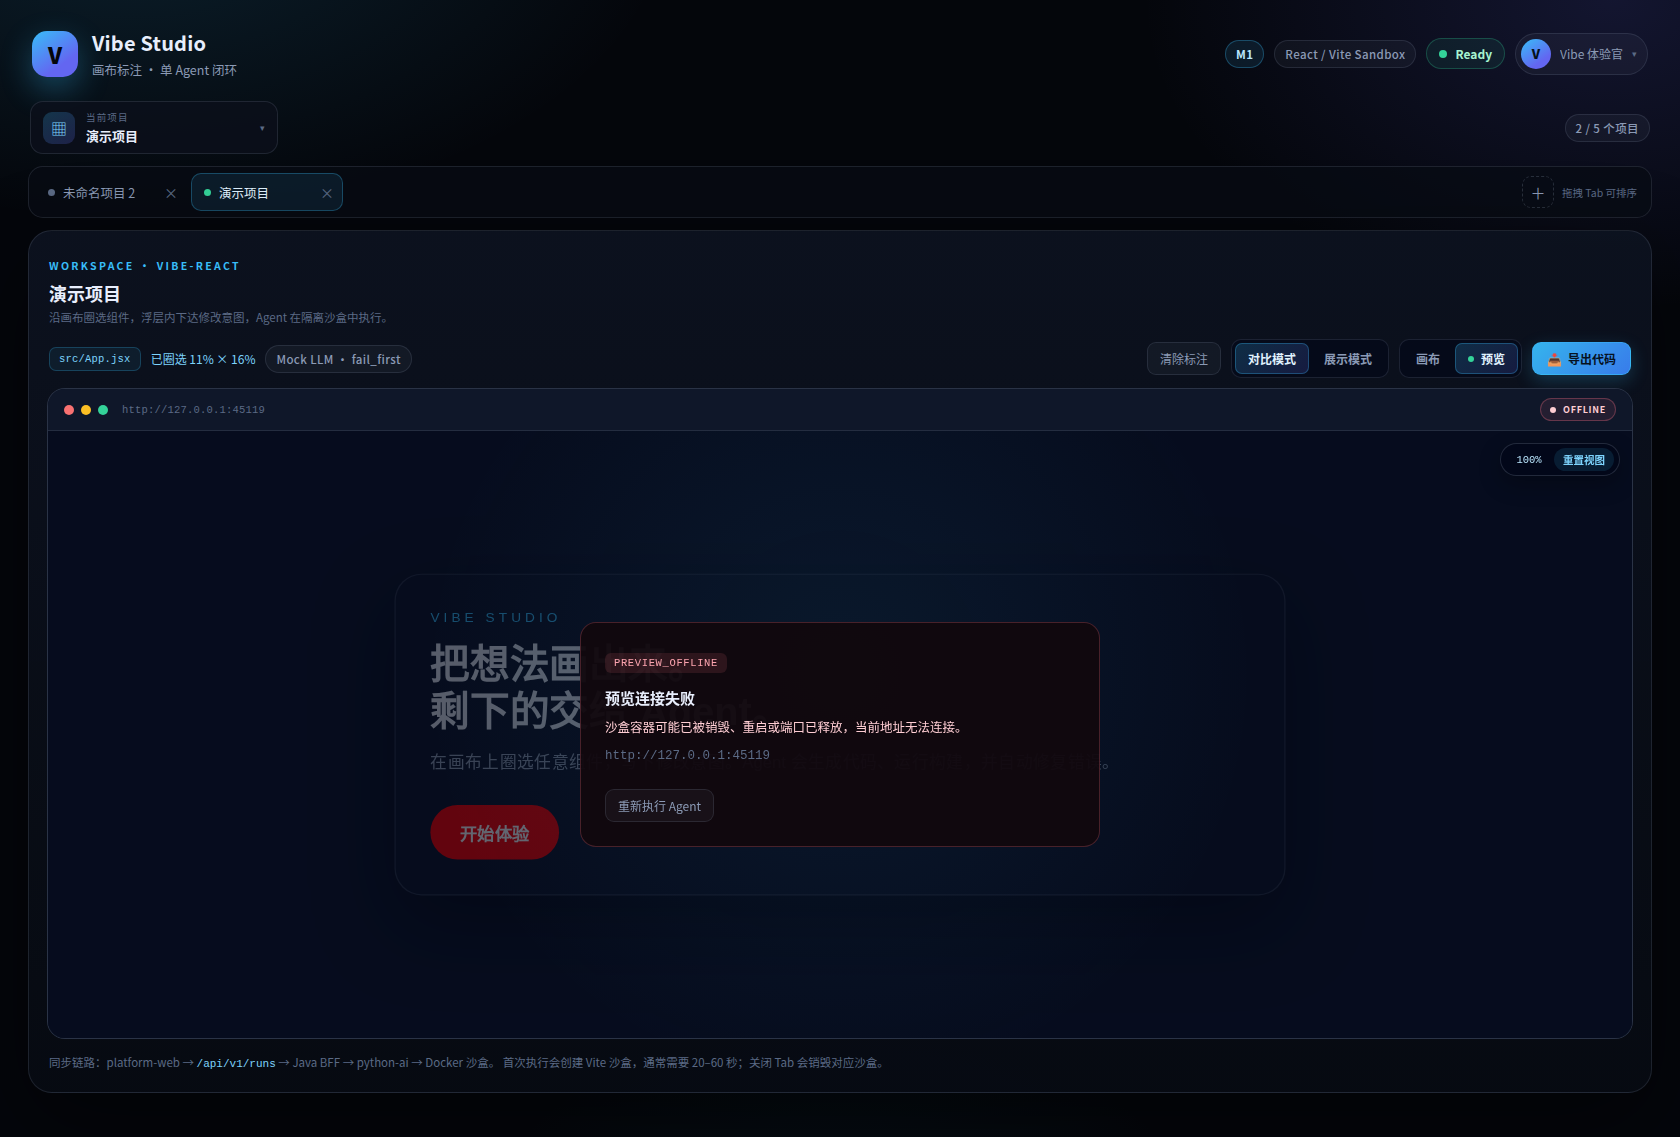 V
Vibe Studio
画布标注 • 单 Agent 闭环
M1
React / Vite Sandbox
Ready
V
Vibe 体验官
当前项目
演示项目
2 / 5 个项目
未命名项目 2
演示项目
拖拽 Tab 可排序
WORKSPACE • VIBE-REACT
演示项目
沿画布圈选组件，浮层内下达修改意图，Agent 在隔离沙盒中执行。
src/App.jsx
已圈选 11% × 16%
Mock LLM • fail_first
清除标注
对比模式
展示模式
画布
预览
导出代码
http://127.0.0.1:45119
OFFLINE
100%
重置视图
VIBE STUDIO
把想法画出来。
剩下的交给 Agent
在画布上圈选任意组
开始体验
PREVIEW_OFFLINE
预览连接失败
沙盒容器可能已被销毁、重启或端口已释放，当前地址无法连接。
http://127.0.0.1:45119
重新执行 Agent
同步链路：platform-web → /api/v1/runs → Java BFF → python-ai → Docker 沙盒。 首次执行会创建 Vite 沙盒，通常需要 20–60 秒；关闭 Tab 会销毁对应沙盒。